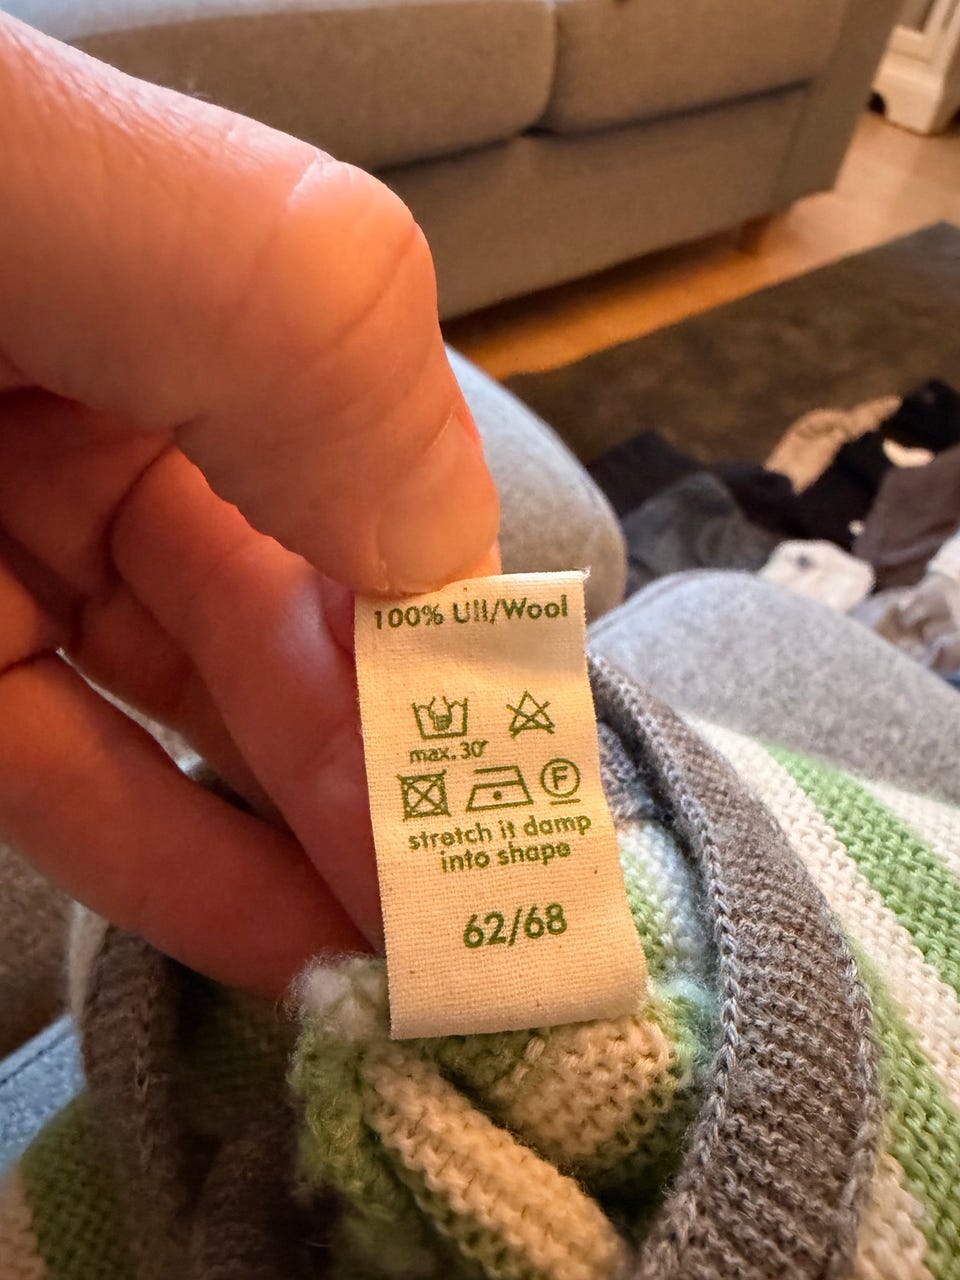 100% Ull/Wool
max. 30°
F
stretch it damp
into shape
62/68